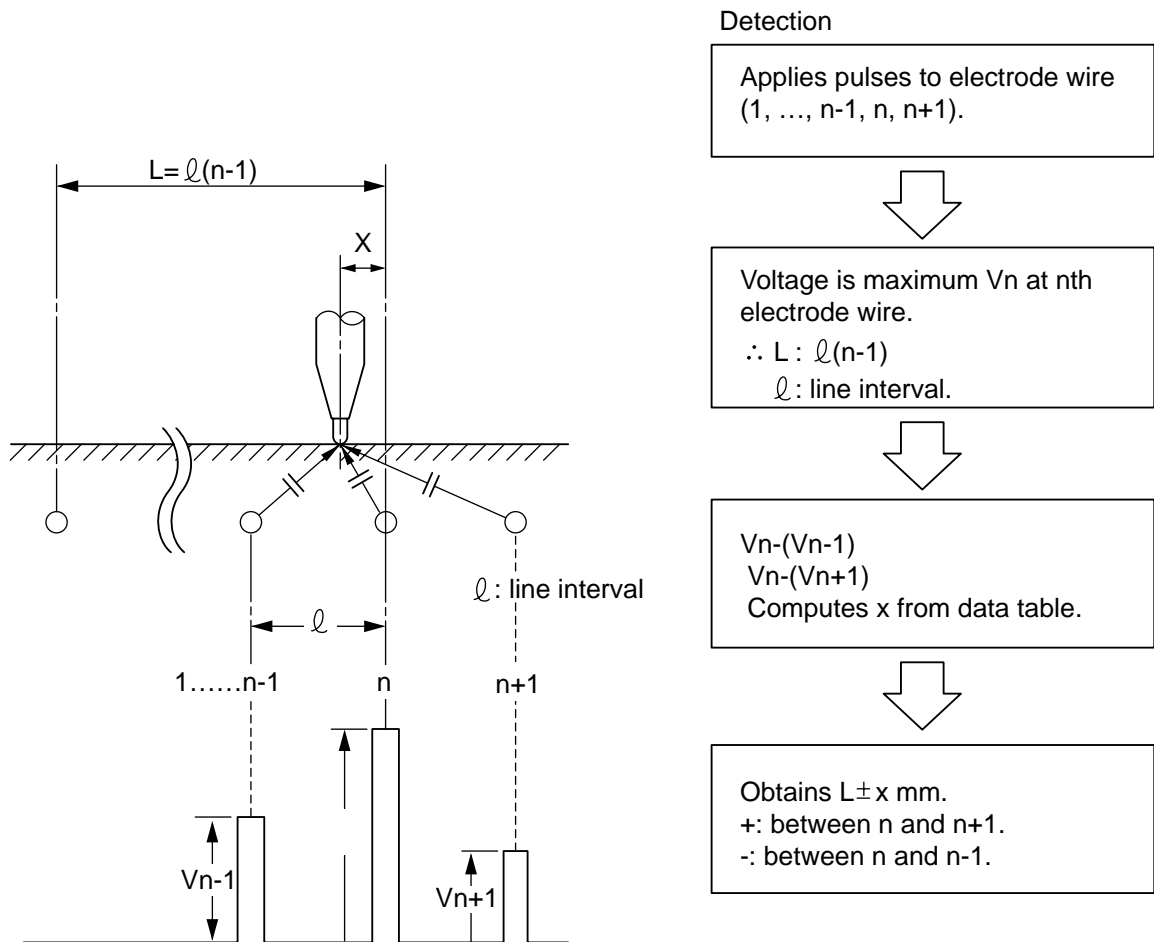 Detection
Applies pulses to electrode wire
(1, …, n-1, n, n+1).
L=ℓ(n-1)
X
Voltage is maximum Vn at nth
electrode wire.
∴ L : ℓ(n-1)
ℓ: line interval.
Vn-(Vn-1)
Vn-(Vn+1)
Computes x from data table.
ℓ: line interval
ℓ
1……n-1
n
n+1
Obtains L±x mm.
+: between n and n+1.
-: between n and n-1.
Vn-1
Vn+1